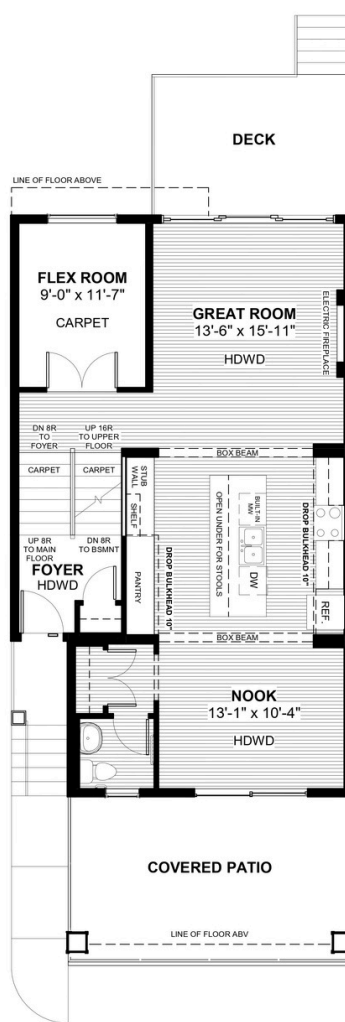 DECK
LINE OF FLOOR ABOVE
FLEX ROOM
9'-0" x 11'-7"
CARPET
GREAT ROOM
13'-6" x 15'-11"
HDWD
ELECTRIC FIREPLACE
DN 8R
TO
FOYER
UP 16R
TO UPPER
FLOOR
CARPET
CARPET
STUB
WALL
SHELF
BOX BEAM
BUILT-IN
MW
OPEN UNDER FOR STOOLS
DW
DROP BULKHEAD 10"
UP 8R
TO MAIN
FLOOR
DN 8R
TO BSMNT
FOYER
HDWD
PANTRY
DROP BULKHEAD 10"
REF.
BOX BEAM
NOOK
13'-1" x 10'-4"
HDWD
COVERED PATIO
LINE OF FLOOR ABV